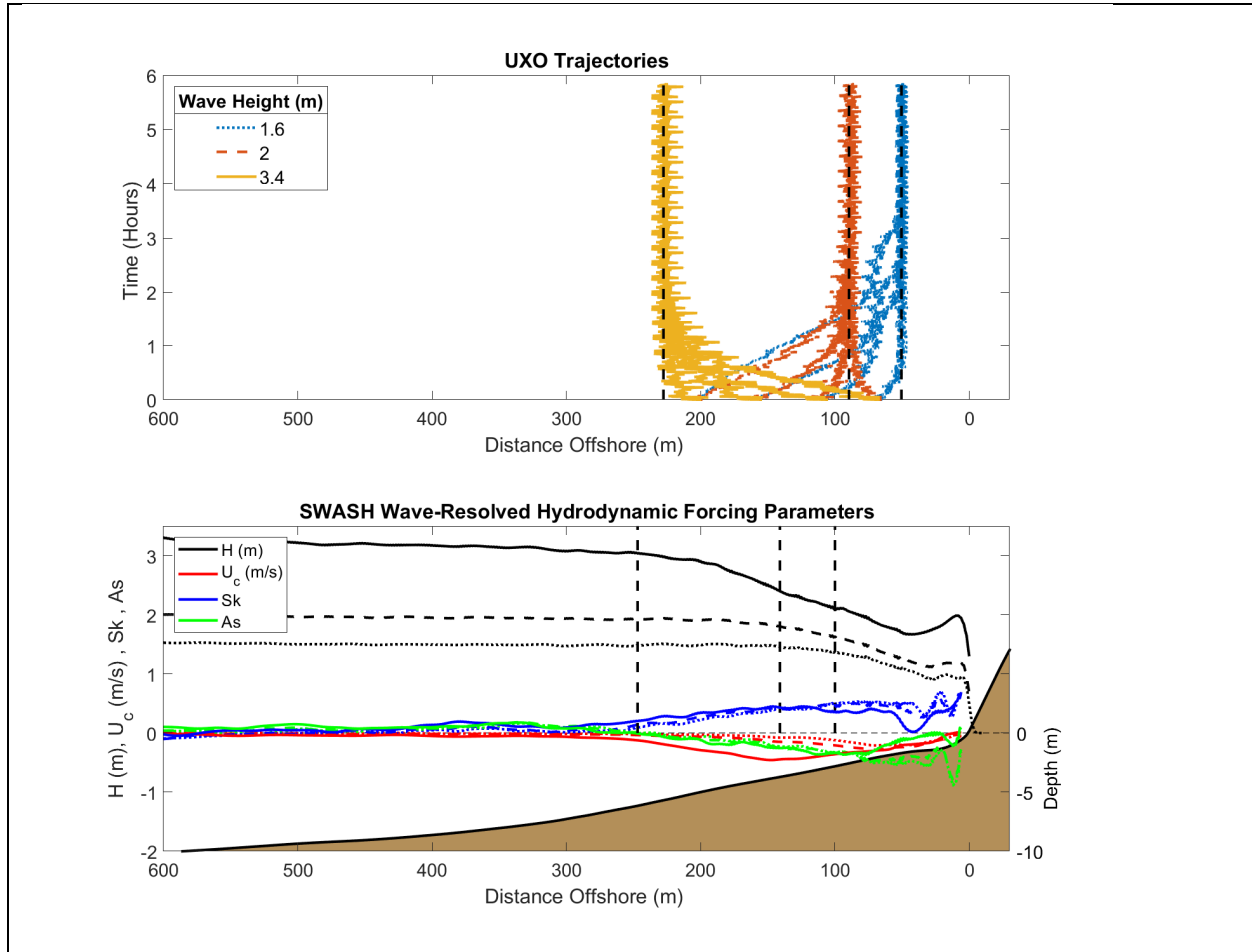 UXO Trajectories
Wave Height (m)
1.6
2
3.4
6
5
4
3
2
1
0
Time (Hours)
600 500 400 300 200 100 0
Distance Offshore (m)
SWASH Wave-Resolved Hydrodynamic Forcing Parameters
H (m)
U_c (m/s)
Sk
As
3
2
1
0
-1
-2
H (m), U_c (m/s) , Sk , As
0
-5
-10
Depth (m)
600 500 400 300 200 100 0
Distance Offshore (m)